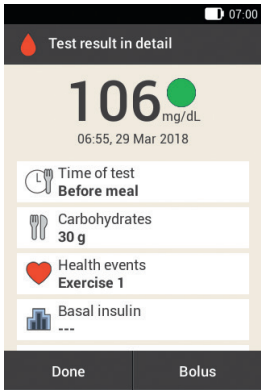 07:00
Test result in detail
106
mg/dL
06:55, 29 Mar 2018
Time of test
Before meal
Carbohydrates
30 g
Health events
Exercise 1
Basal insulin
---
Done Bolus